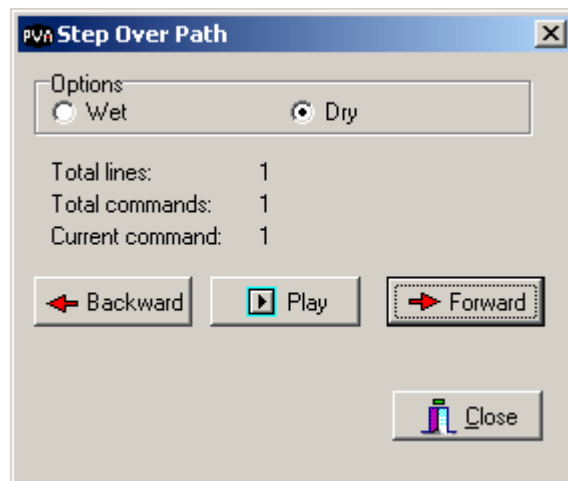 PVA Step Over Path
Options
Wet Dry
Total lines: 1
Total commands: 1
Current command: 1
Backward Play Forward
Close